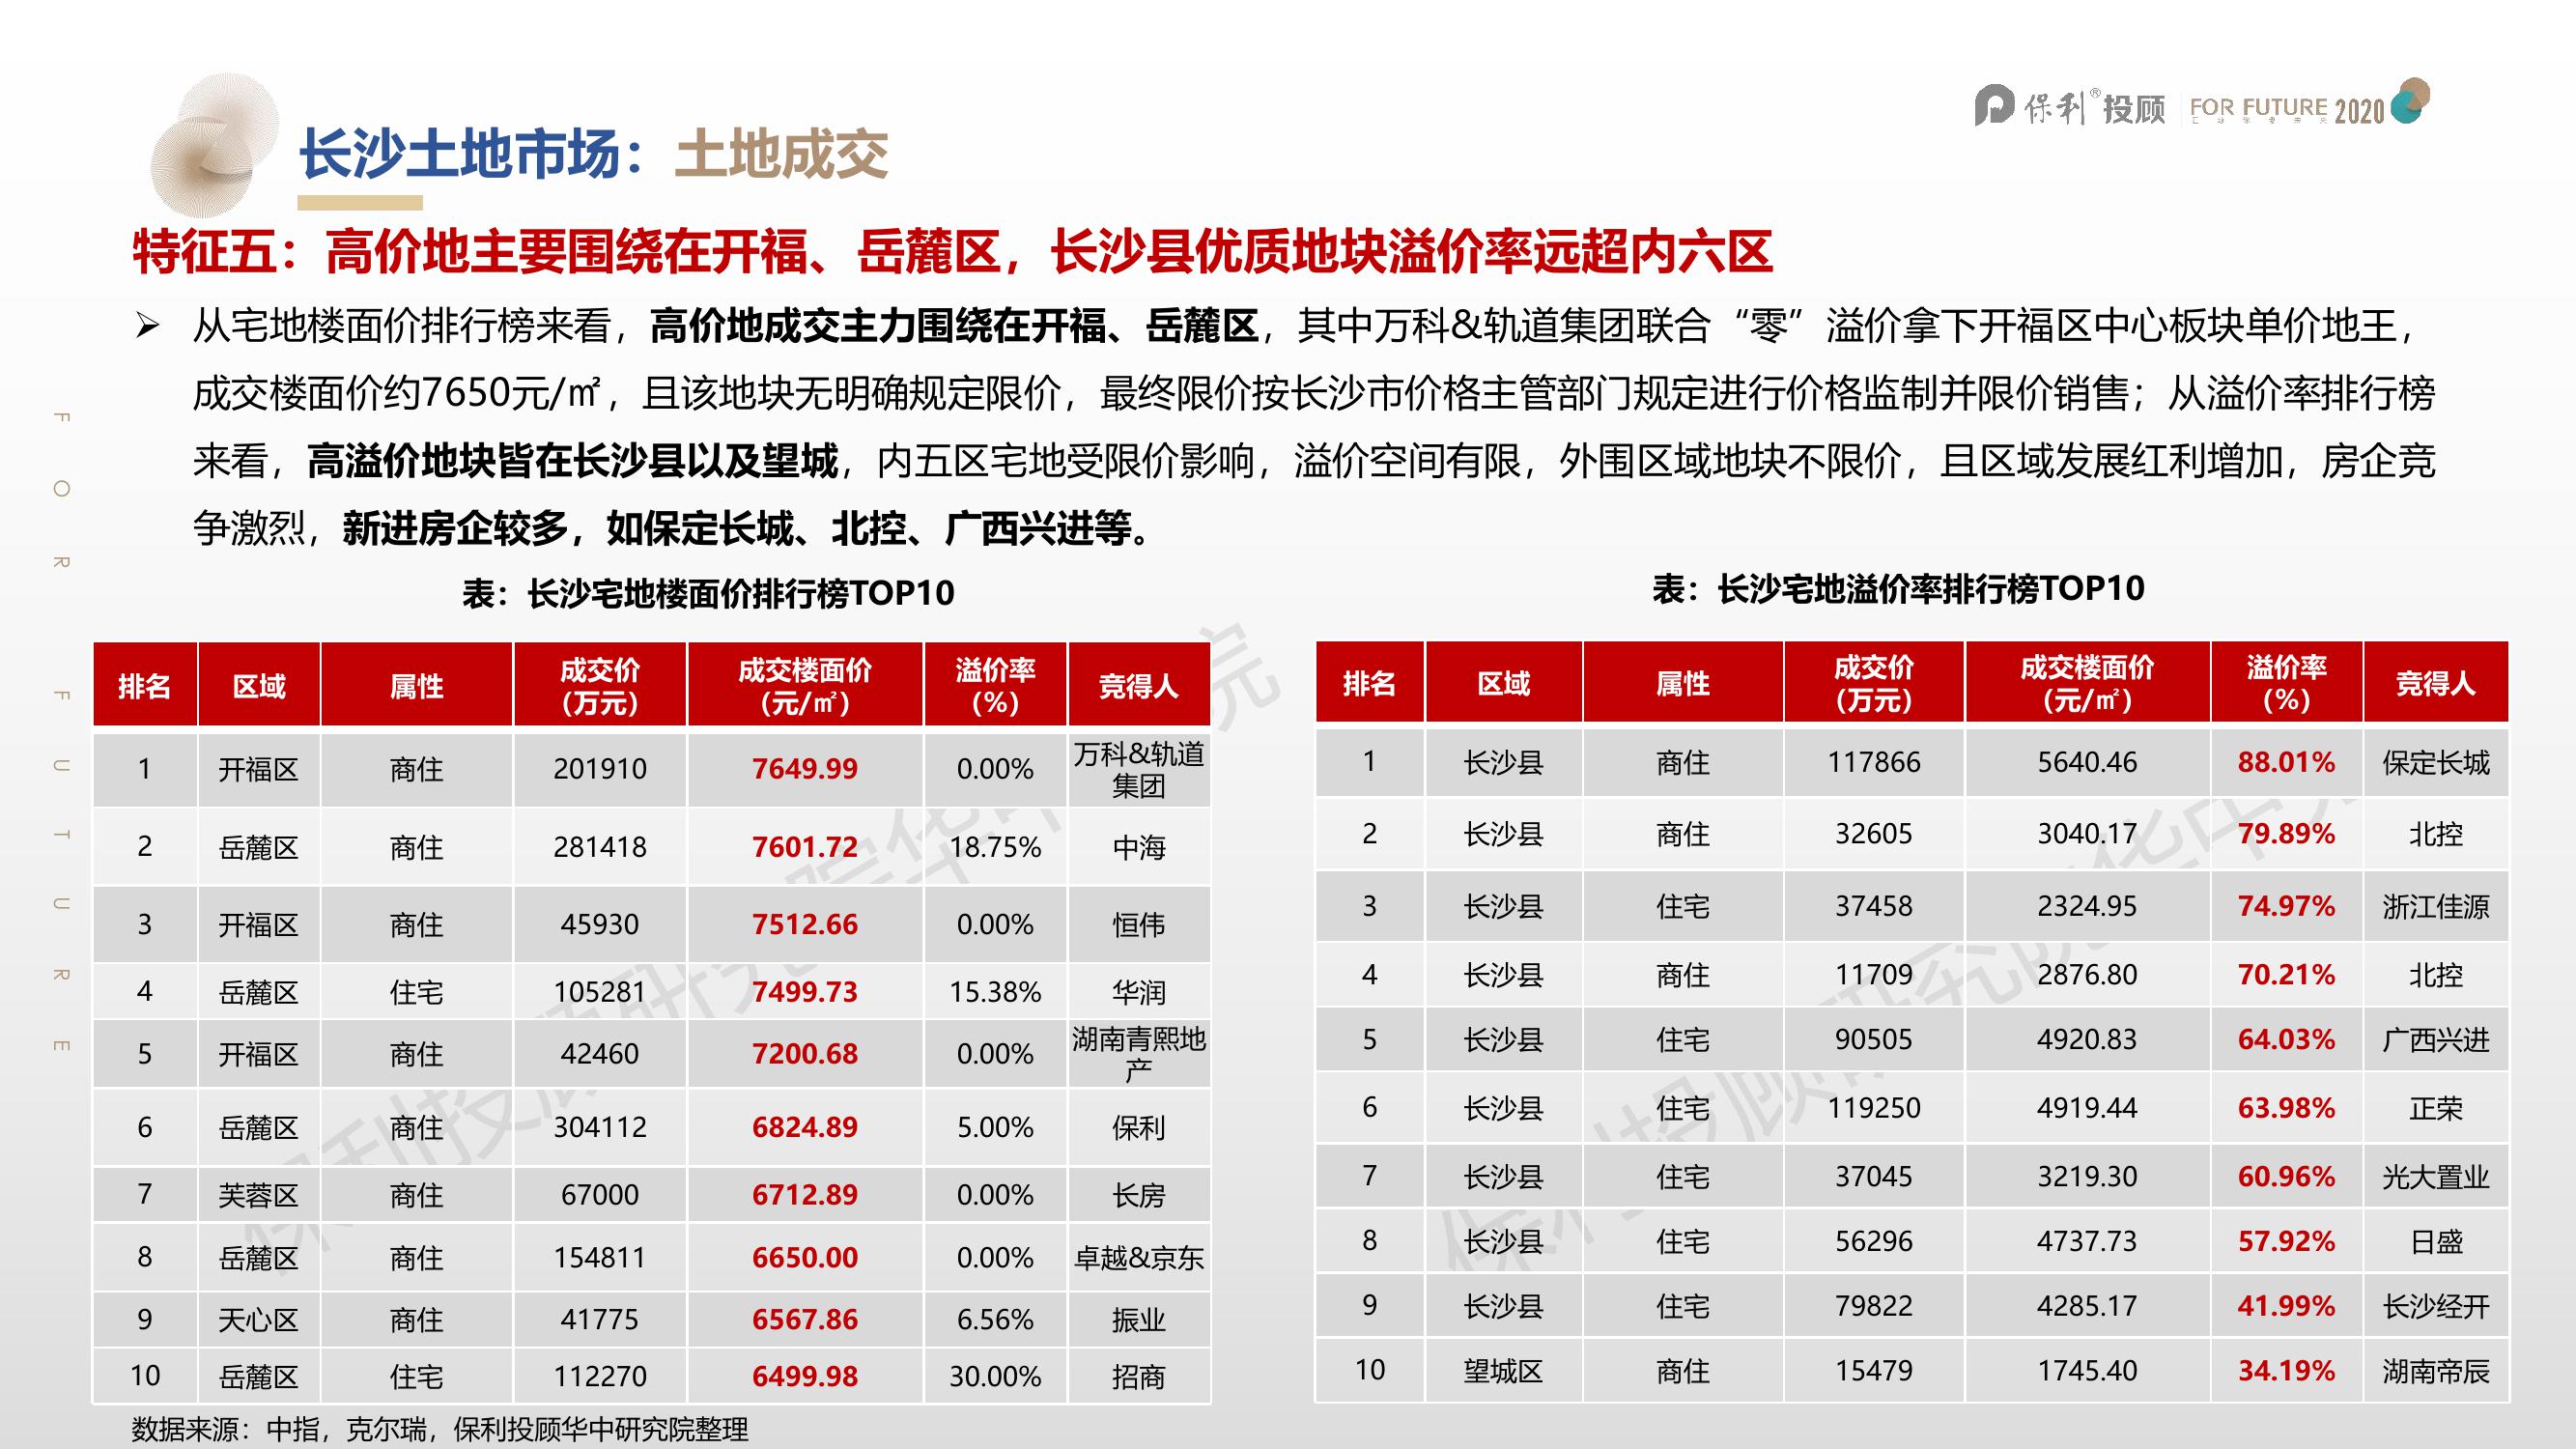 保利®投顾 FOR FUTURE 2020
长沙土地市场：土地成交
特征五：高价地主要围绕在开福、岳麓区，长沙县优质地块溢价率远超内六区
➢ 从宅地楼面价排行榜来看，高价地成交主力围绕在开福、岳麓区，其中万科&轨道集团联合“零”溢价拿下开福区中心板块单价地王，
成交楼面价约7650元/㎡，且该地块无明确规定限价，最终限价按长沙市价格主管部门规定进行价格监制并限价销售；从溢价率排行榜
来看，高溢价地块皆在长沙县以及望城，内五区宅地受限价影响，溢价空间有限，外围区域地块不限价，且区域发展红利增加，房企竞
争激烈，新进房企较多，如保定长城、北控、广西兴进等。
FOR FUTURE
表：长沙宅地楼面价排行榜TOP10
排名 区域 属性 成交价（万元） 成交楼面价（元/㎡） 溢价率（%） 竞得人
1 开福区 商住 201910 7649.99 0.00% 万科&轨道集团
2 岳麓区 商住 281418 7601.72 18.75% 中海
3 开福区 商住 45930 7512.66 0.00% 恒伟
4 岳麓区 住宅 105281 7499.73 15.38% 华润
5 开福区 商住 42460 7200.68 0.00% 湖南青熙地产
6 岳麓区 商住 304112 6824.89 5.00% 保利
7 芙蓉区 商住 67000 6712.89 0.00% 长房
8 岳麓区 商住 154811 6650.00 0.00% 卓越&京东
9 天心区 商住 41775 6567.86 6.56% 振业
10 岳麓区 住宅 112270 6499.98 30.00% 招商
表：长沙宅地溢价率排行榜TOP10
排名 区域 属性 成交价（万元） 成交楼面价（元/㎡） 溢价率（%） 竞得人
1 长沙县 商住 117866 5640.46 88.01% 保定长城
2 长沙县 商住 32605 3040.17 79.89% 北控
3 长沙县 住宅 37458 2324.95 74.97% 浙江佳源
4 长沙县 商住 11709 2876.80 70.21% 北控
5 长沙县 住宅 90505 4920.83 64.03% 广西兴进
6 长沙县 住宅 119250 4919.44 63.98% 正荣
7 长沙县 住宅 37045 3219.30 60.96% 光大置业
8 长沙县 住宅 56296 4737.73 57.92% 日盛
9 长沙县 住宅 79822 4285.17 41.99% 长沙经开
10 望城区 商住 15479 1745.40 34.19% 湖南帝辰
数据来源：中指，克尔瑞，保利投顾华中研究院整理